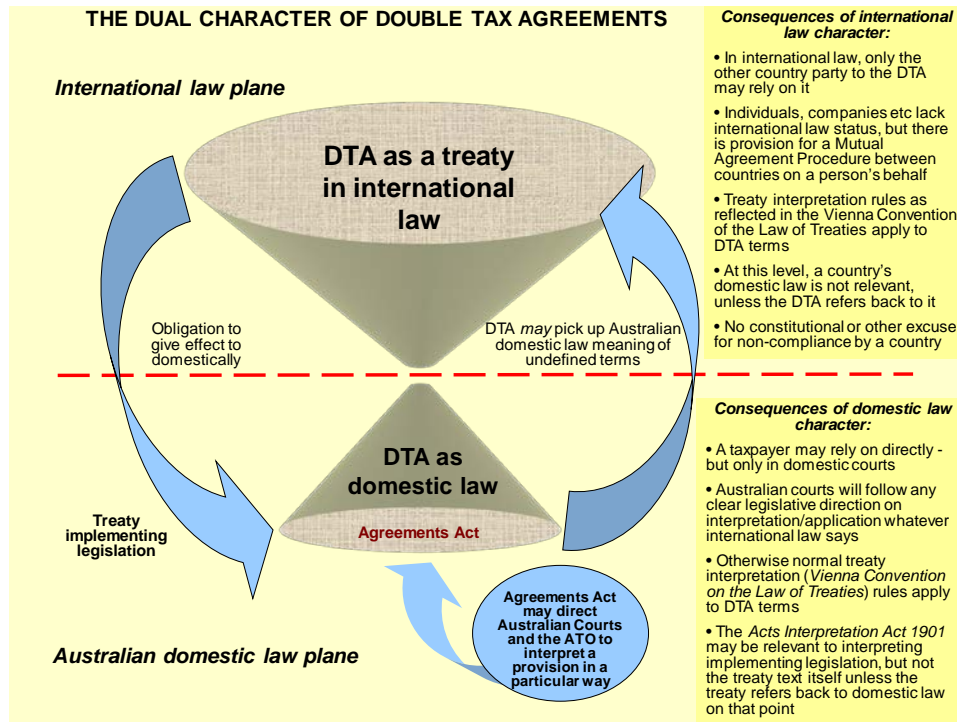 THE DUAL CHARACTER OF DOUBLE TAX AGREEMENTS
International law plane
DTA as a treaty
in international
law
Obligation to
give effect to
domestically
DTA may pick up Australian
domestic law meaning of
undefined terms
DTA as
domestic law
Agreements Act
Treaty
implementing
legislation
Agreements Act
may direct
Australian Courts
and the ATO to
interpret a
provision in a
particular way
Australian domestic law plane
Consequences of international
law character:
• In international law, only the
other country party to the DTA
may rely on it
• Individuals, companies etc lack
international law status, but there
is provision for a Mutual
Agreement Procedure between
countries on a person's behalf
• Treaty interpretation rules as
reflected in the Vienna Convention
of the Law of Treaties apply to
DTA terms
• At this level, a country's
domestic law is not relevant,
unless the DTA refers back to it
• No constitutional or other excuse
for non-compliance by a country
Consequences of domestic law
character:
• A taxpayer may rely on directly -
but only in domestic courts
• Australian courts will follow any
clear legislative direction on
interpretation/application whatever
international law says
• Otherwise normal treaty
interpretation (Vienna Convention
on the Law of Treaties) rules apply
to DTA terms
• The Acts Interpretation Act 1901
may be relevant to interpreting
implementing legislation, but not
the treaty text itself unless the
treaty refers back to domestic law
on that point